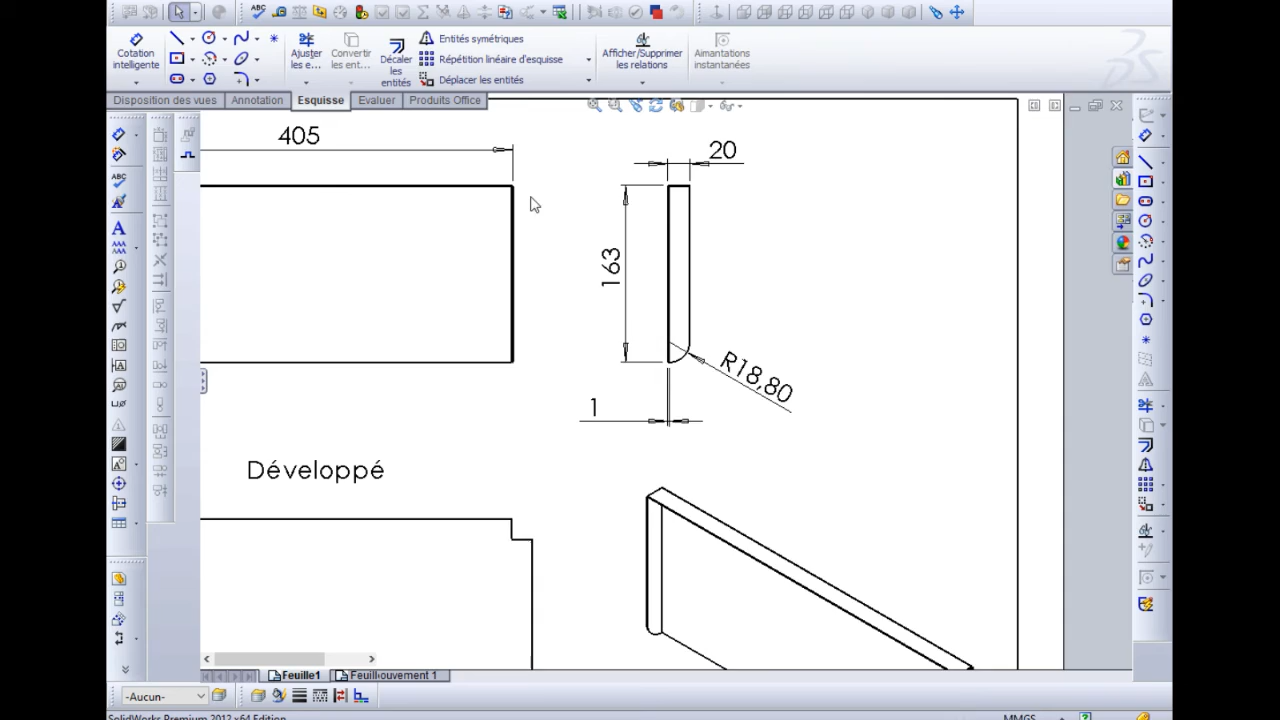 Cotation
intelligente
Ajuster
les e...
Convertir
les ent...
Décaler
les
entités
Entités symétriques
Répétition linéaire d'esquisse
Déplacer les entités
Afficher/Supprimer
les relations
Aimantations
instantanées
Disposition des vues
Annotation
Esquisse
Evaluer
Produits Office
405
20
163
R18,80
1
Développé
Feuille1
Feuil\ouvement 1
-Aucun-
SolidWorks Premium 2012 x64 Edition
MMGS